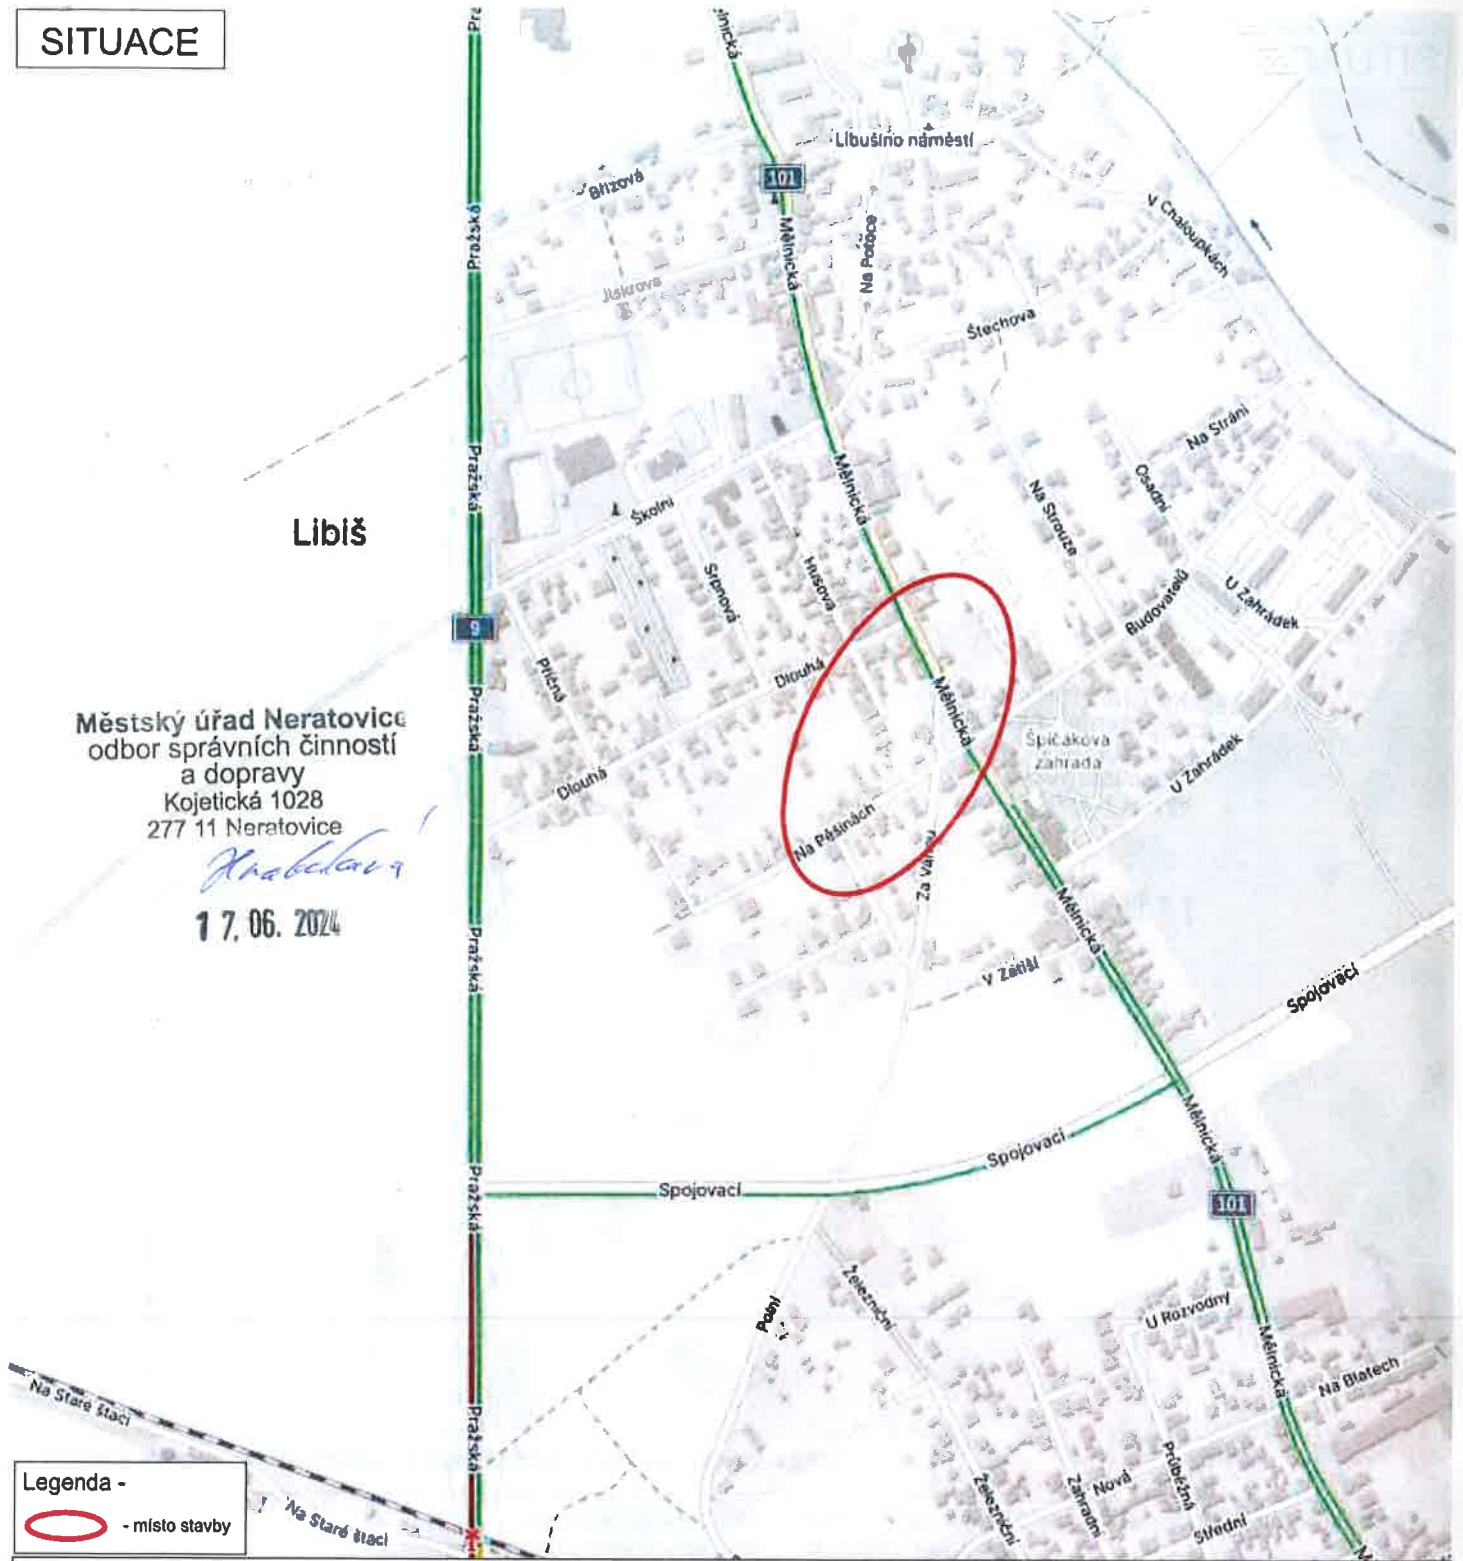 SITUACE
Mělnická
Libušino náměstí
101
Břízová
V Chaloupkách
Pražská
Mělnická
Na Potoce
Jiskrova
Štechova
Na Stráni
Pražská
Mělnická
Osadní
Na Strouze
Školní
Libiš
Srpnová
Husova
Budovatelů
U Zahrádek
9
Příčná
Dlouhá
Mělnická
Pražská
Městský úřad Neratovice
odbor správních činností
a dopravy
Kojetická 1028
277 11 Neratovice
17. 06. 2024
Špičákova
zahrada
U Zahrádek
Dlouhá
Na Pěšinách
Mělnická
Pražská
V Zátiší
Spojovací
Mělnická
Spojovací
Spojovací
Pražská
101
Železniční
Polní
U Rozvodny
Mělnická
Na Blatech
Na Staré štaci
Pražská
Průběžná
Nová
Zahradní
Železniční
Střední
Na Staré štaci
Legenda -
- místo stavby